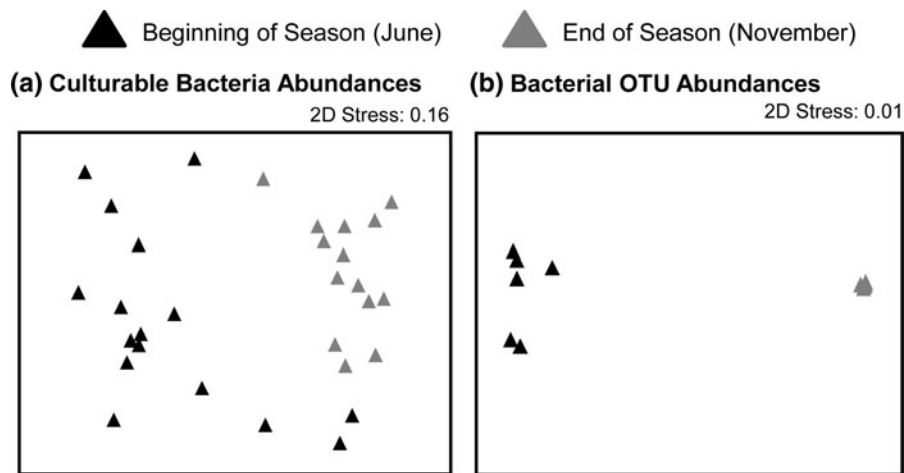 Beginning of Season (June)
End of Season (November)
(a) Culturable Bacteria Abundances
2D Stress: 0.16
(b) Bacterial OTU Abundances
2D Stress: 0.01